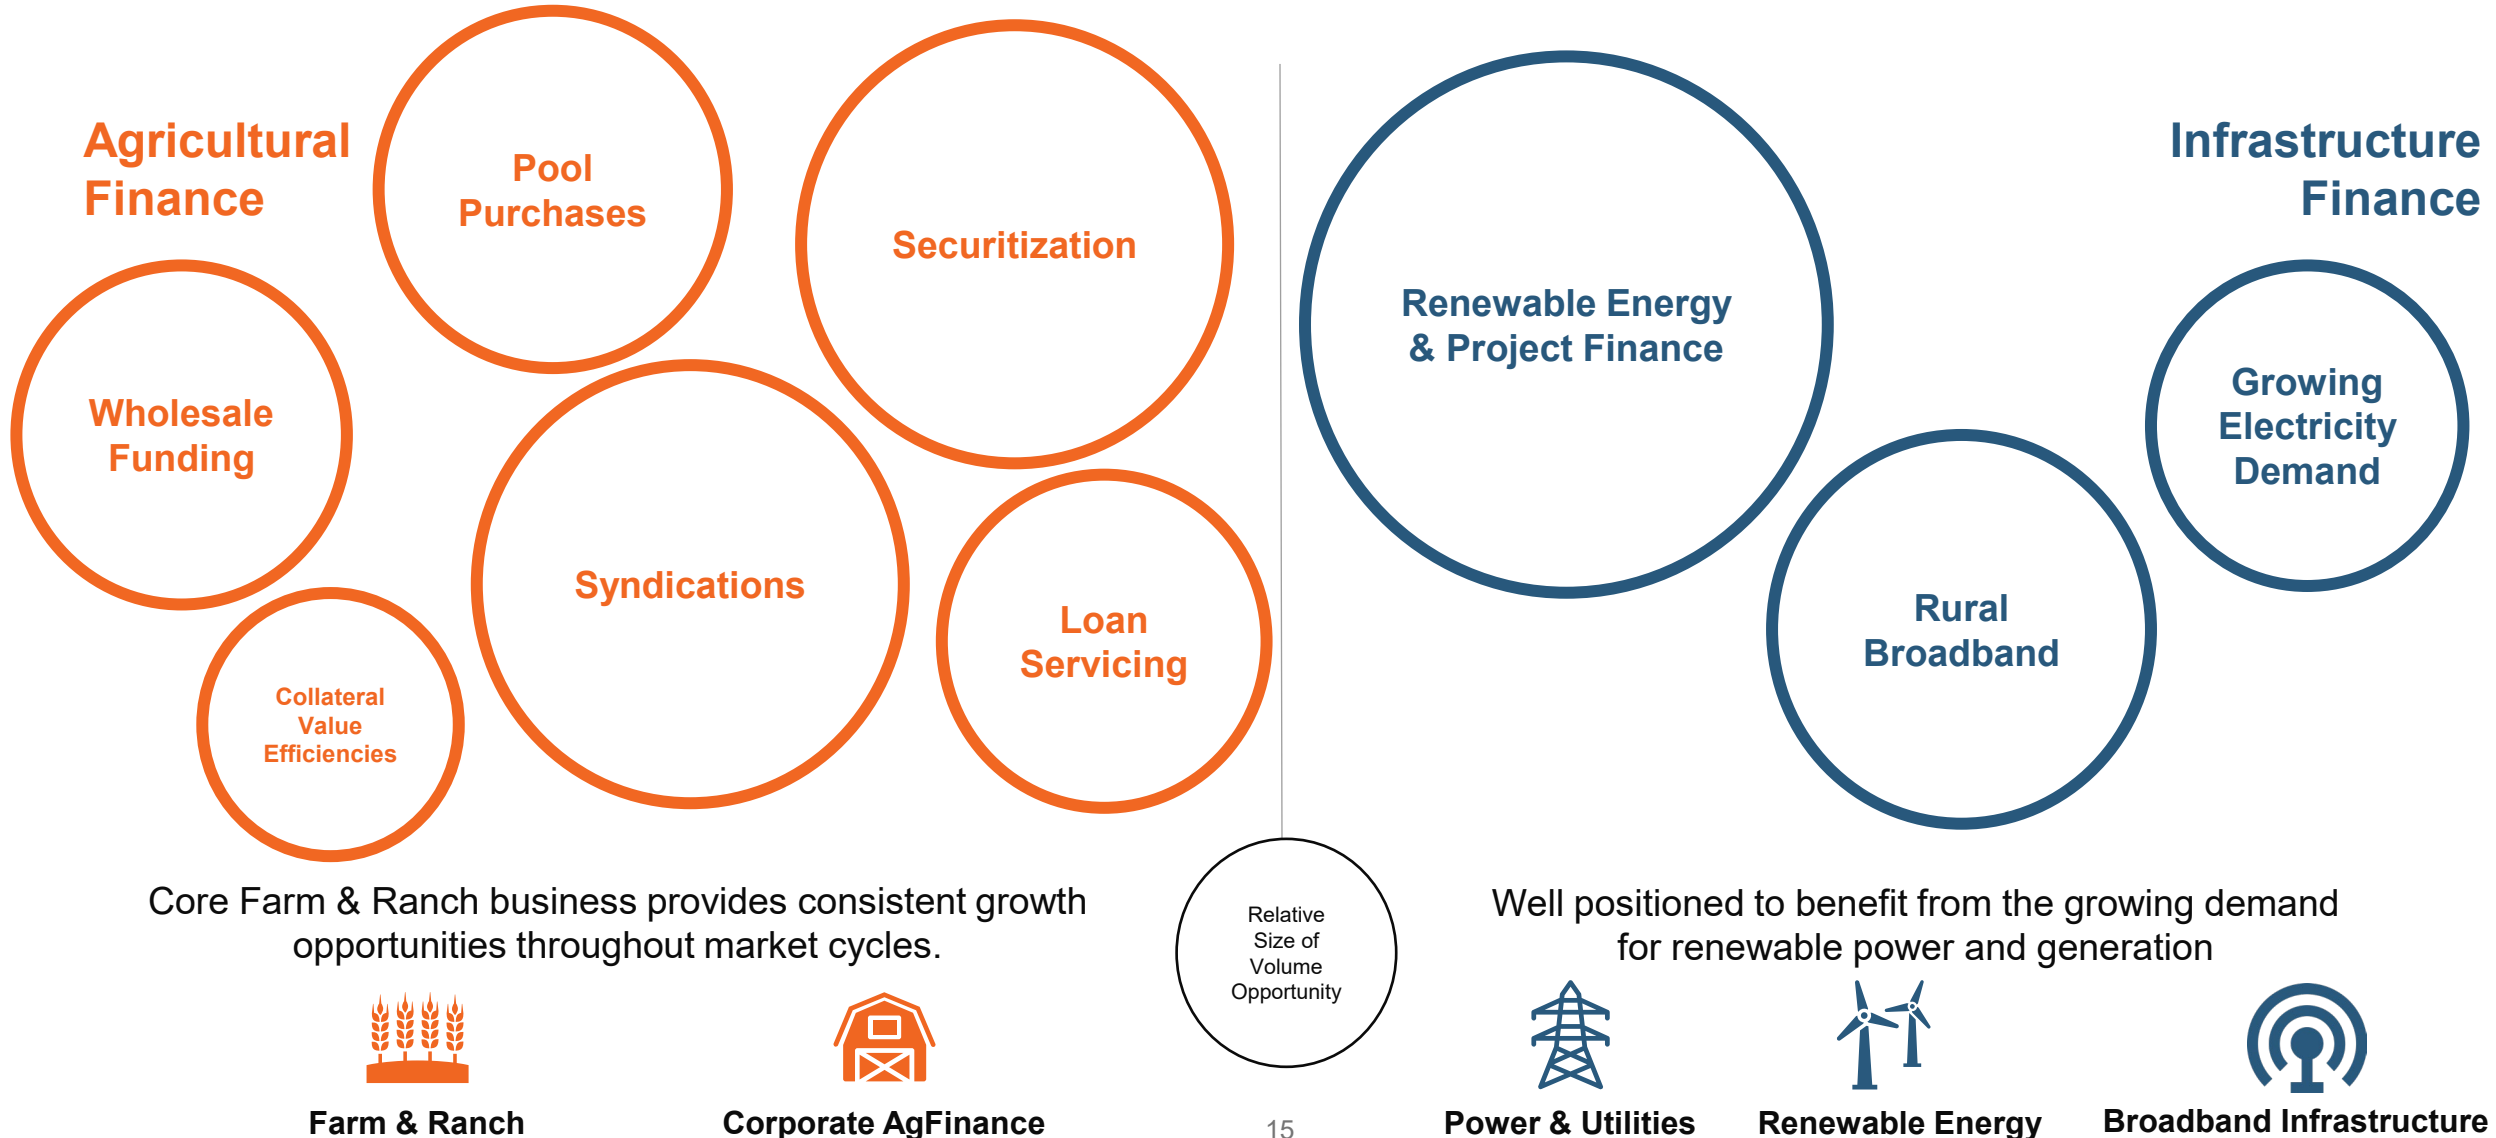 Agricultural
Finance
Pool
Purchases
Securitization
Wholesale
Funding
Syndications
Loan
Servicing
Collateral
Value
Efficiencies
Core Farm & Ranch business provides consistent growth
opportunities throughout market cycles.
Farm & Ranch
Corporate AgFinance
Relative
Size of
Volume
Opportunity
15
Infrastructure
Finance
Renewable Energy
& Project Finance
Growing
Electricity
Demand
Rural
Broadband
Well positioned to benefit from the growing demand
for renewable power and generation
Power & Utilities
Renewable Energy
Broadband Infrastructure